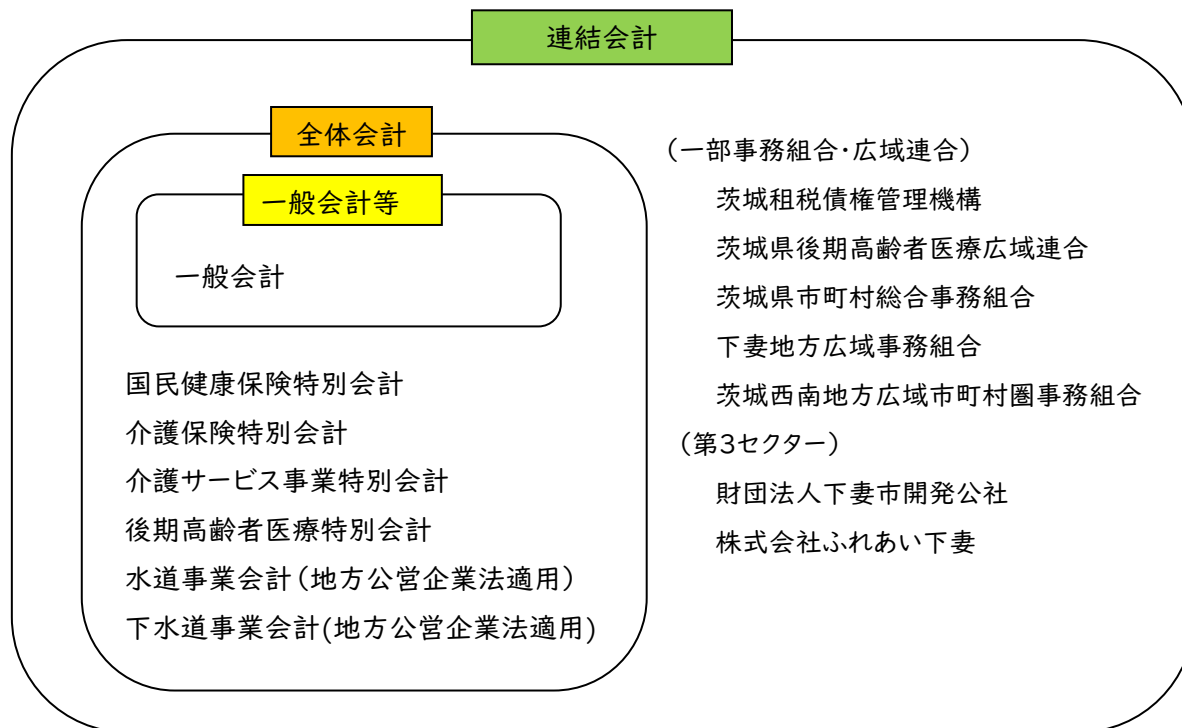 連結会計
全体会計
一般会計等
一般会計
国民健康保険特別会計
介護保険特別会計
介護サービス事業特別会計
後期高齢者医療特別会計
水道事業会計(地方公営企業法適用)
下水道事業会計(地方公営企業法適用)
(一部事務組合・広域連合)
茨城租税債権管理機構
茨城県後期高齢者医療広域連合
茨城県市町村総合事務組合
下妻地方広域事務組合
茨城西南地方広域市町村圏事務組合
(第3セクター)
財団法人下妻市開発公社
株式会社ふれあい下妻